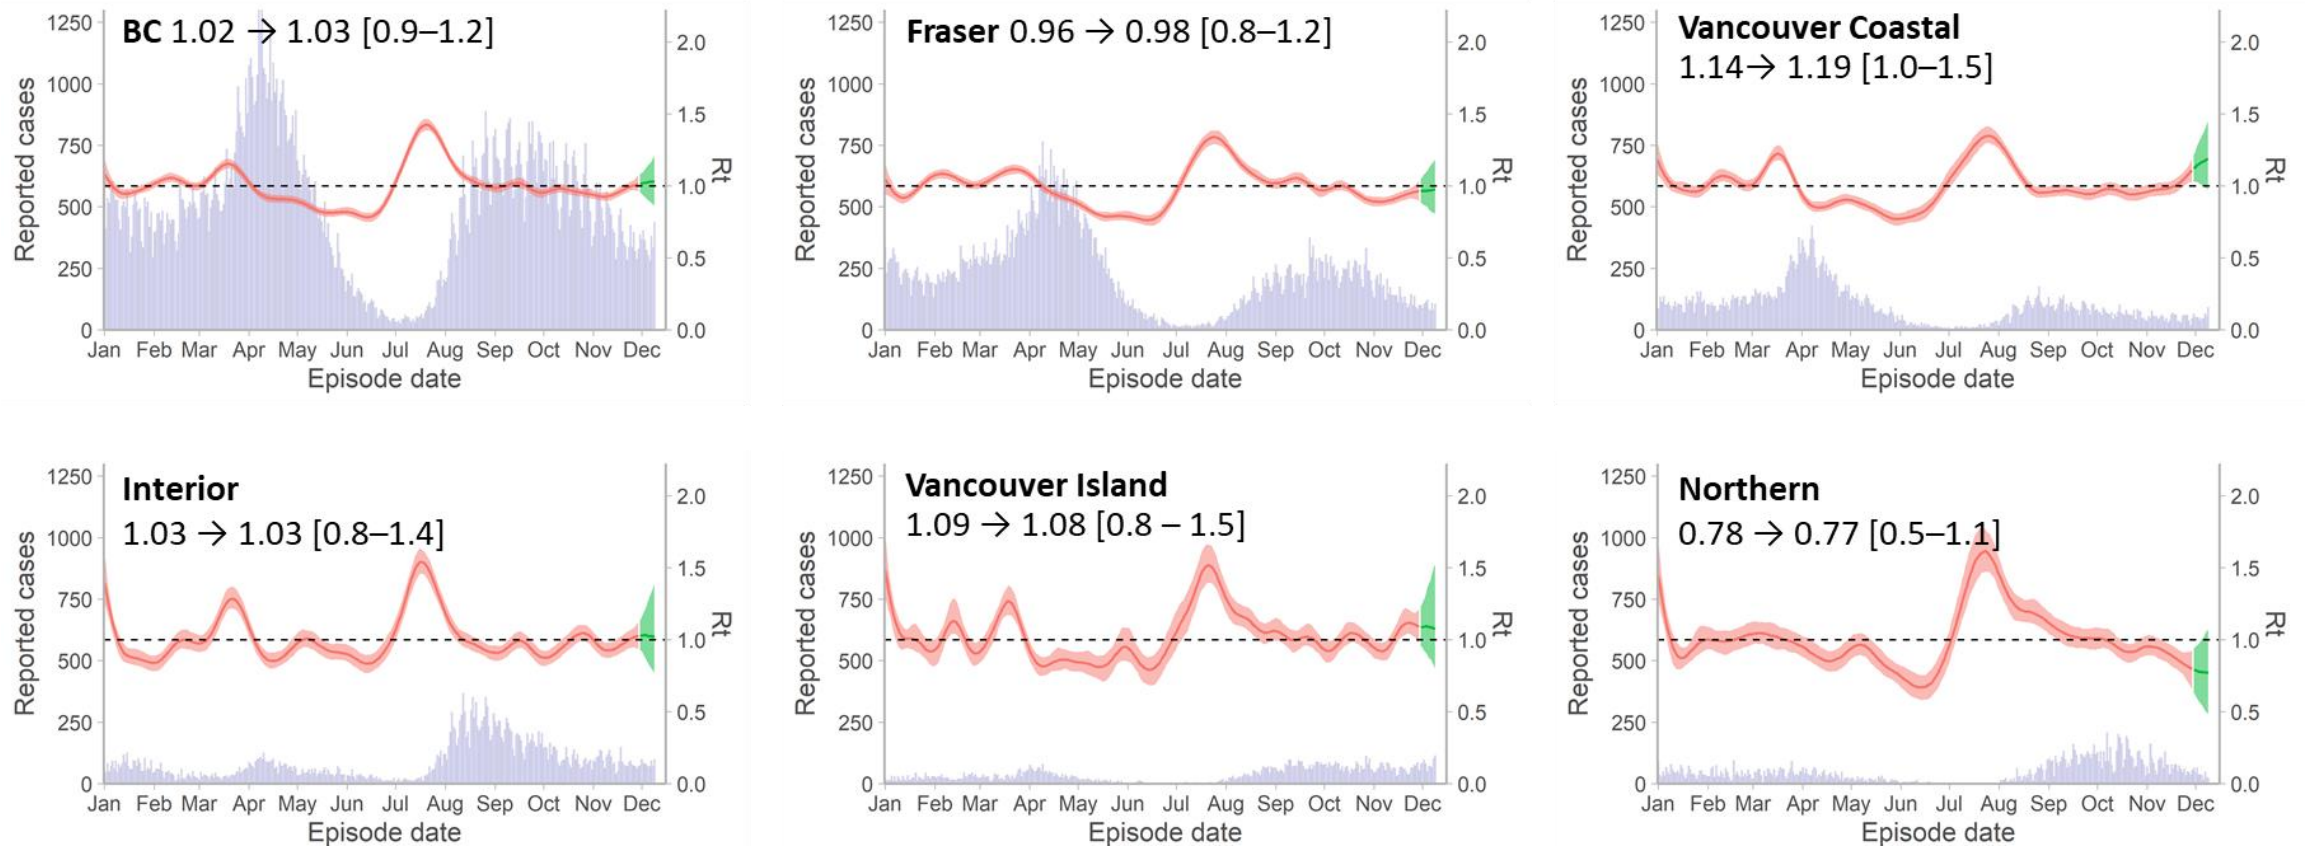 BC 1.02 → 1.03 [0.9–1.2]
1250
1000
750
500
250
0
Reported cases
2.0
1.5
1.0
0.5
0.0
Rt
Jan Feb Mar Apr May Jun Jul Aug Sep Oct Nov Dec
Episode date
Fraser 0.96 → 0.98 [0.8–1.2]
1250
1000
750
500
250
0
Reported cases
2.0
1.5
1.0
0.5
0.0
Rt
Jan Feb Mar Apr May Jun Jul Aug Sep Oct Nov Dec
Episode date
Vancouver Coastal
1.14→ 1.19 [1.0–1.5]
1250
1000
750
500
250
0
Reported cases
2.0
1.5
1.0
0.5
0.0
Rt
Jan Feb Mar Apr May Jun Jul Aug Sep Oct Nov Dec
Episode date
Interior
1.03 → 1.03 [0.8–1.4]
1250
1000
750
500
250
0
Reported cases
2.0
1.5
1.0
0.5
0.0
Rt
Jan Feb Mar Apr May Jun Jul Aug Sep Oct Nov Dec
Episode date
Vancouver Island
1.09 → 1.08 [0.8 – 1.5]
1250
1000
750
500
250
0
Reported cases
2.0
1.5
1.0
0.5
0.0
Rt
Jan Feb Mar Apr May Jun Jul Aug Sep Oct Nov Dec
Episode date
Northern
0.78 → 0.77 [0.5–1.1]
1250
1000
750
500
250
0
Reported cases
2.0
1.5
1.0
0.5
0.0
Rt
Jan Feb Mar Apr May Jun Jul Aug Sep Oct Nov Dec
Episode date